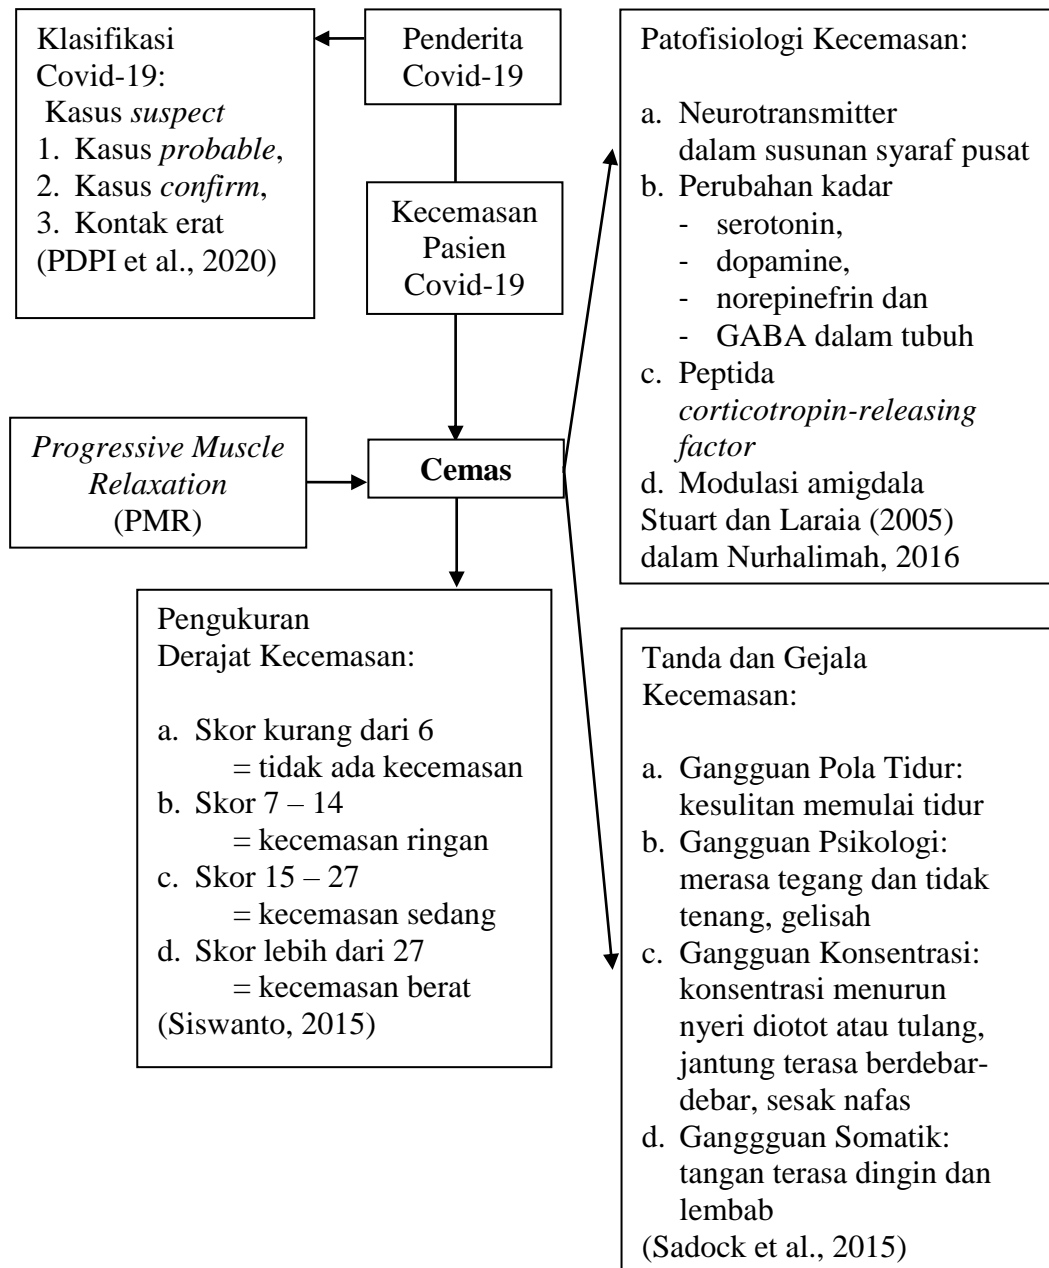 Klasifikasi
Covid-19:
Kasus suspect
1. Kasus probable,
2. Kasus confirm,
3. Kontak erat
(PDPI et al., 2020)
Penderita
Covid-19
Kecemasan
Pasien
Covid-19
Progressive Muscle
Relaxation
(PMR)
Cemas
Pengukuran
Derajat Kecemasan:
a. Skor kurang dari 6
= tidak ada kecemasan
b. Skor 7 – 14
= kecemasan ringan
c. Skor 15 – 27
= kecemasan sedang
d. Skor lebih dari 27
= kecemasan berat
(Siswanto, 2015)
Patofisiologi Kecemasan:
a. Neurotransmitter
dalam susunan syaraf pusat
b. Perubahan kadar
- serotonin,
- dopamine,
- norepinefrin dan
- GABA dalam tubuh
c. Peptida
corticotropin-releasing
factor
d. Modulasi amigdala
Stuart dan Laraia (2005)
dalam Nurhalimah, 2016
Tanda dan Gejala
Kecemasan:
a. Gangguan Pola Tidur:
kesulitan memulai tidur
b. Gangguan Psikologi:
merasa tegang dan tidak
tenang, gelisah
c. Gangguan Konsentrasi:
konsentrasi menurun
nyeri diotot atau tulang,
jantung terasa berdebar-
debar, sesak nafas
d. Ganggguan Somatik:
tangan terasa dingin dan
lembab
(Sadock et al., 2015)